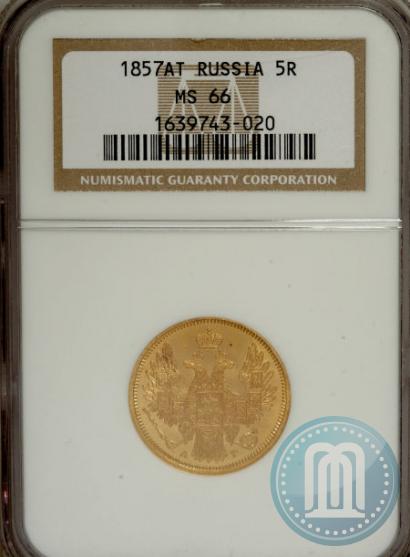 1857AT RUSSIA 5R
MS 66
1639743-020
NUMISMATIC GUARANTY CORPORATION